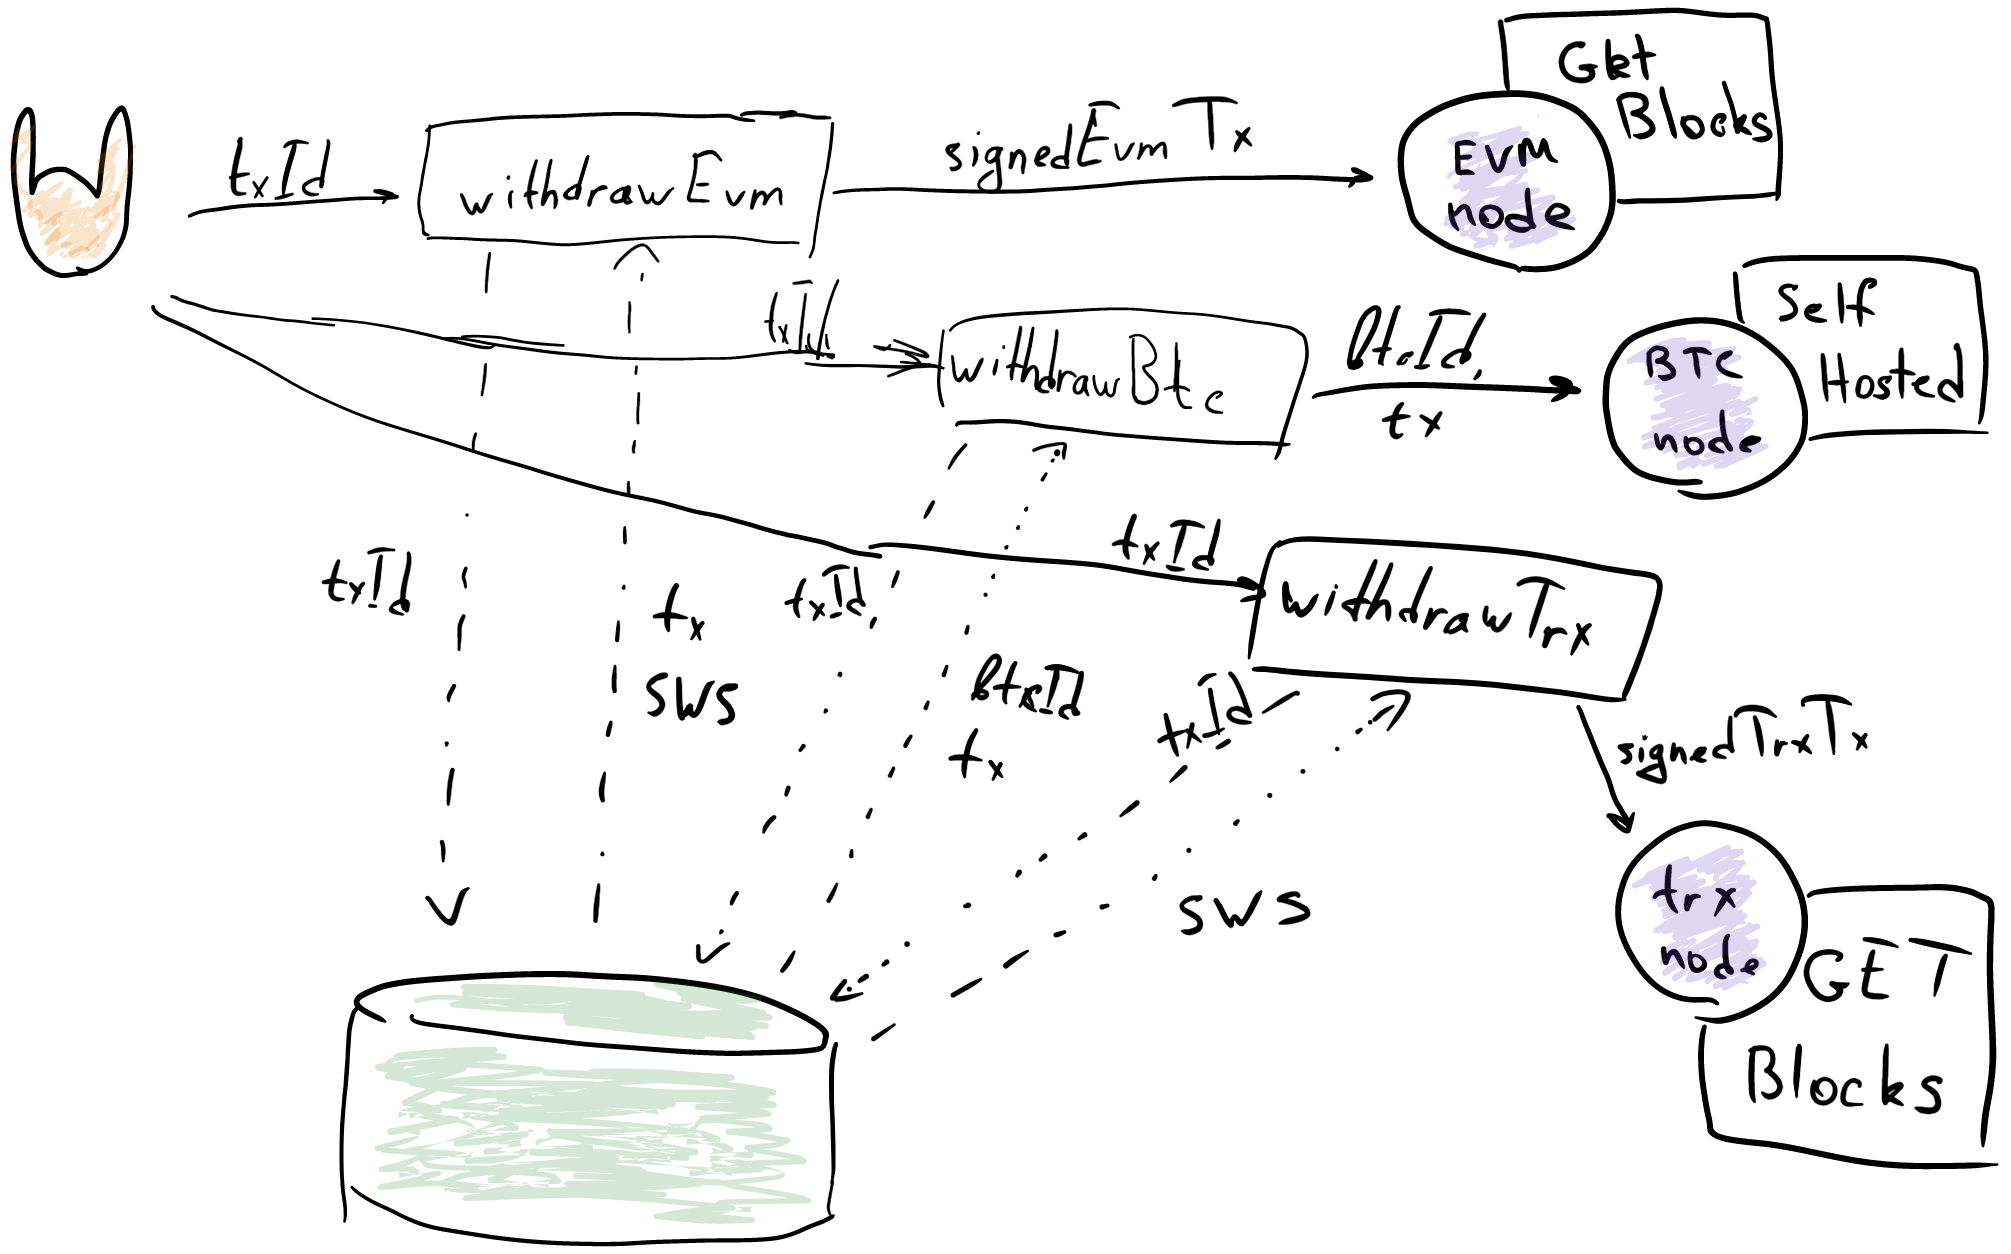 Get
Blocks
txId
withdrawEvm
signedEvmTx
EVM
node
txId
withdrawBtc
btcId,
tx
BTC
node
Self
Hosted
txId
withdrawTrx
txId
tx
sws
txId,
btcId
tx
txId
sws
signedTrxTx
trx
node
GET
Blocks